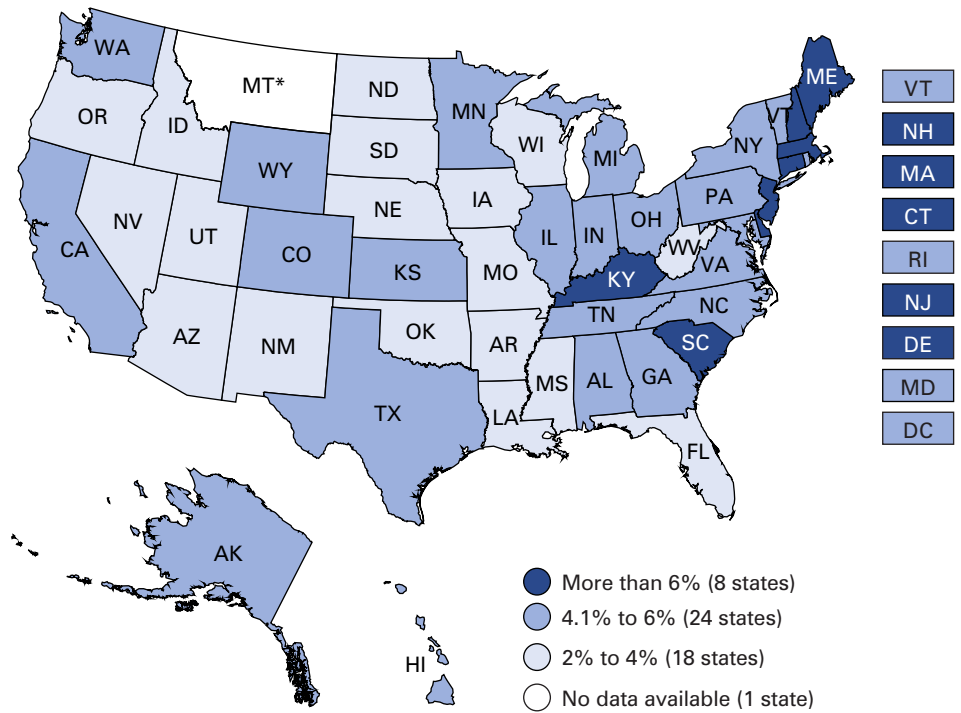 WA
MT*
ND
MN
ME
VT
OR
ID
SD
WI
MI
NY
WY
NE
IA
PA
NV
UT
CO
KS
MO
IL
IN
OH
WV
VA
KY
CA
AZ
NM
OK
AR
TN
NC
SC
TX
LA
MS
AL
GA
FL
AK
HI
VT
NH
MA
CT
RI
NJ
DE
MD
DC
More than 6% (8 states)
4.1% to 6% (24 states)
2% to 4% (18 states)
No data available (1 state)